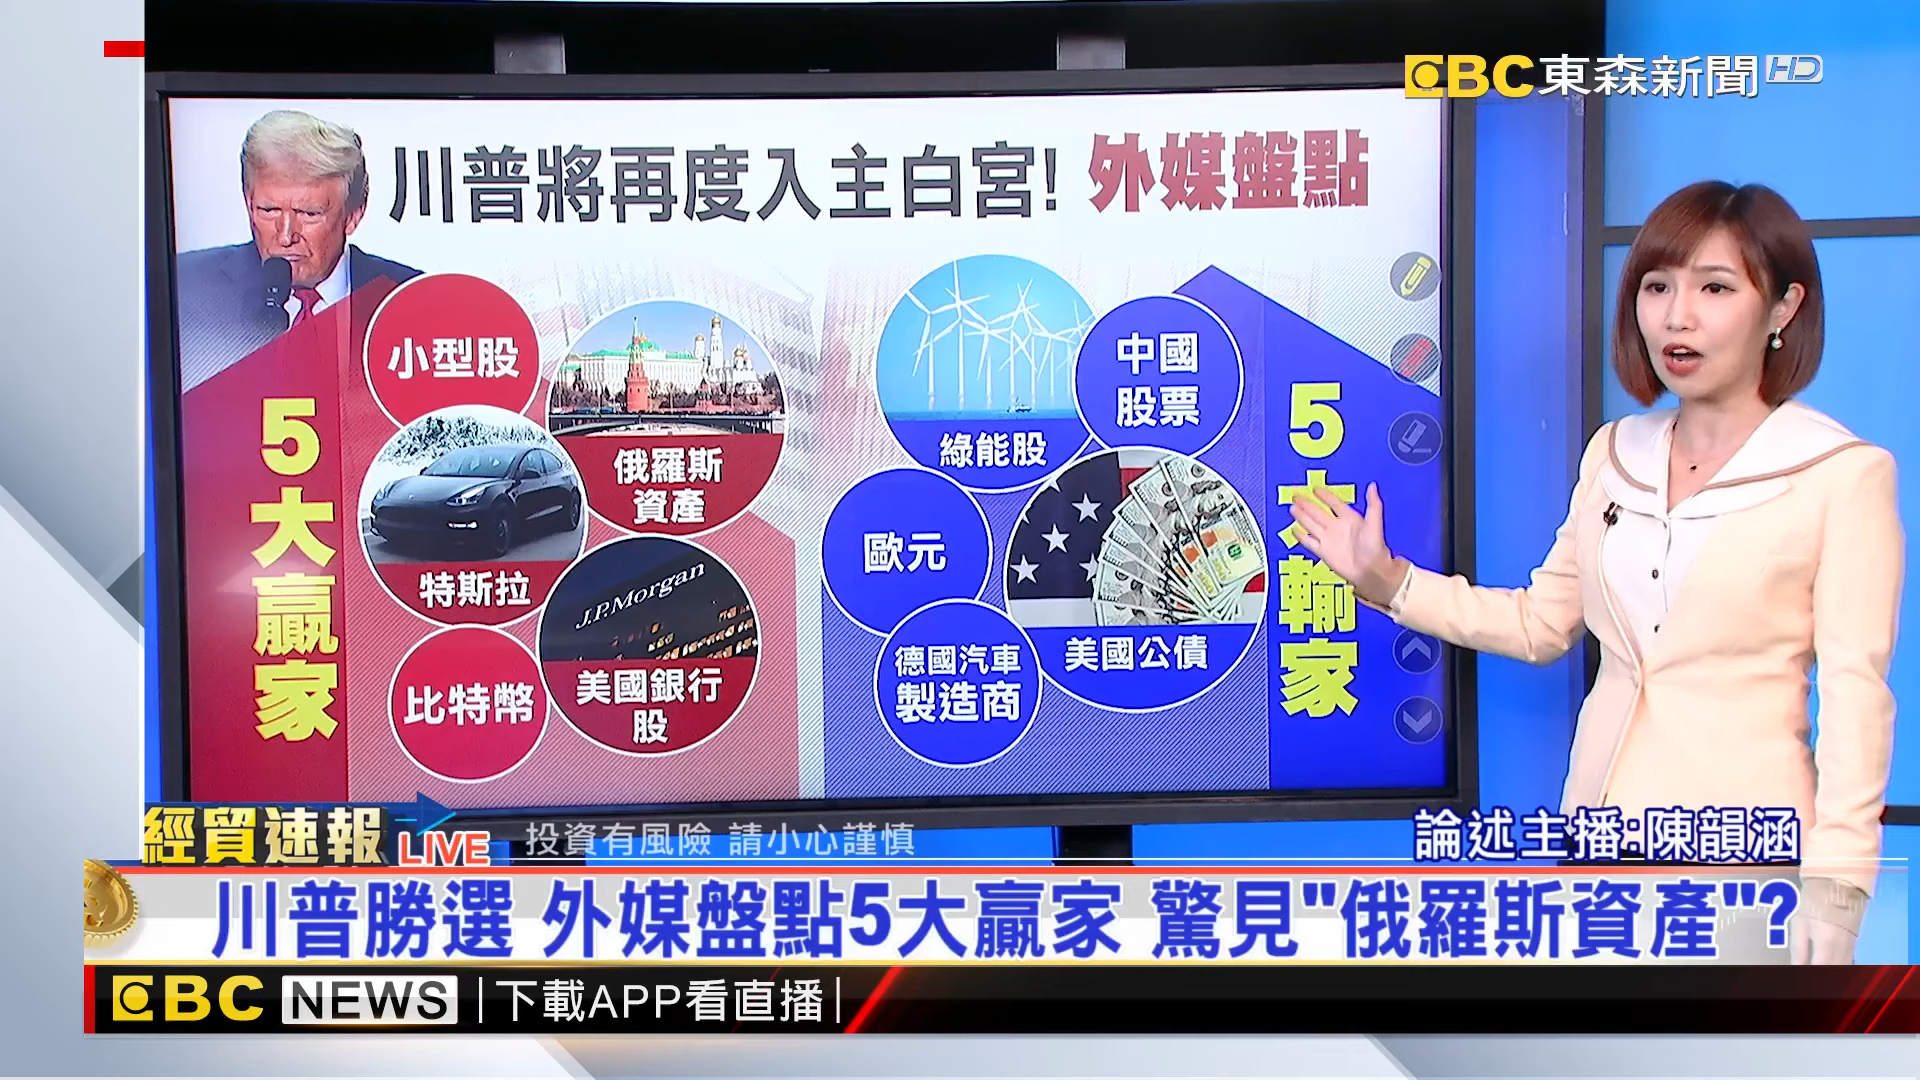 EBC東森新聞HD
川普將再度入主白宮! 外媒盤點
5大贏家
小型股
俄羅斯
資產
特斯拉
J.P.Morgan
美國銀行
股
比特幣
綠能股
中國
股票
歐元
美國公債
德國汽車
製造商
5大輸家
經貿速報 LIVE
投資有風險 請小心謹慎
論述主播:陳韻涵
川普勝選 外媒盤點5大贏家 驚見"俄羅斯資產"?
EBC NEWS |下載APP看直播|